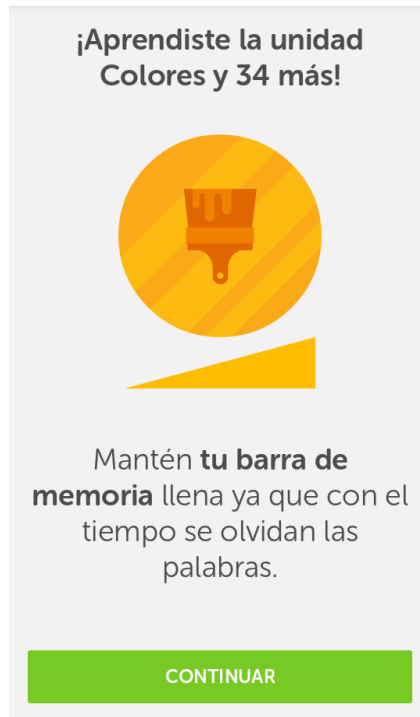 ¡Aprendiste la unidad
Colores y 34 más!
Mantén tu barra de
memoria llena ya que con el
tiempo se olvidan las
palabras.
CONTINUAR